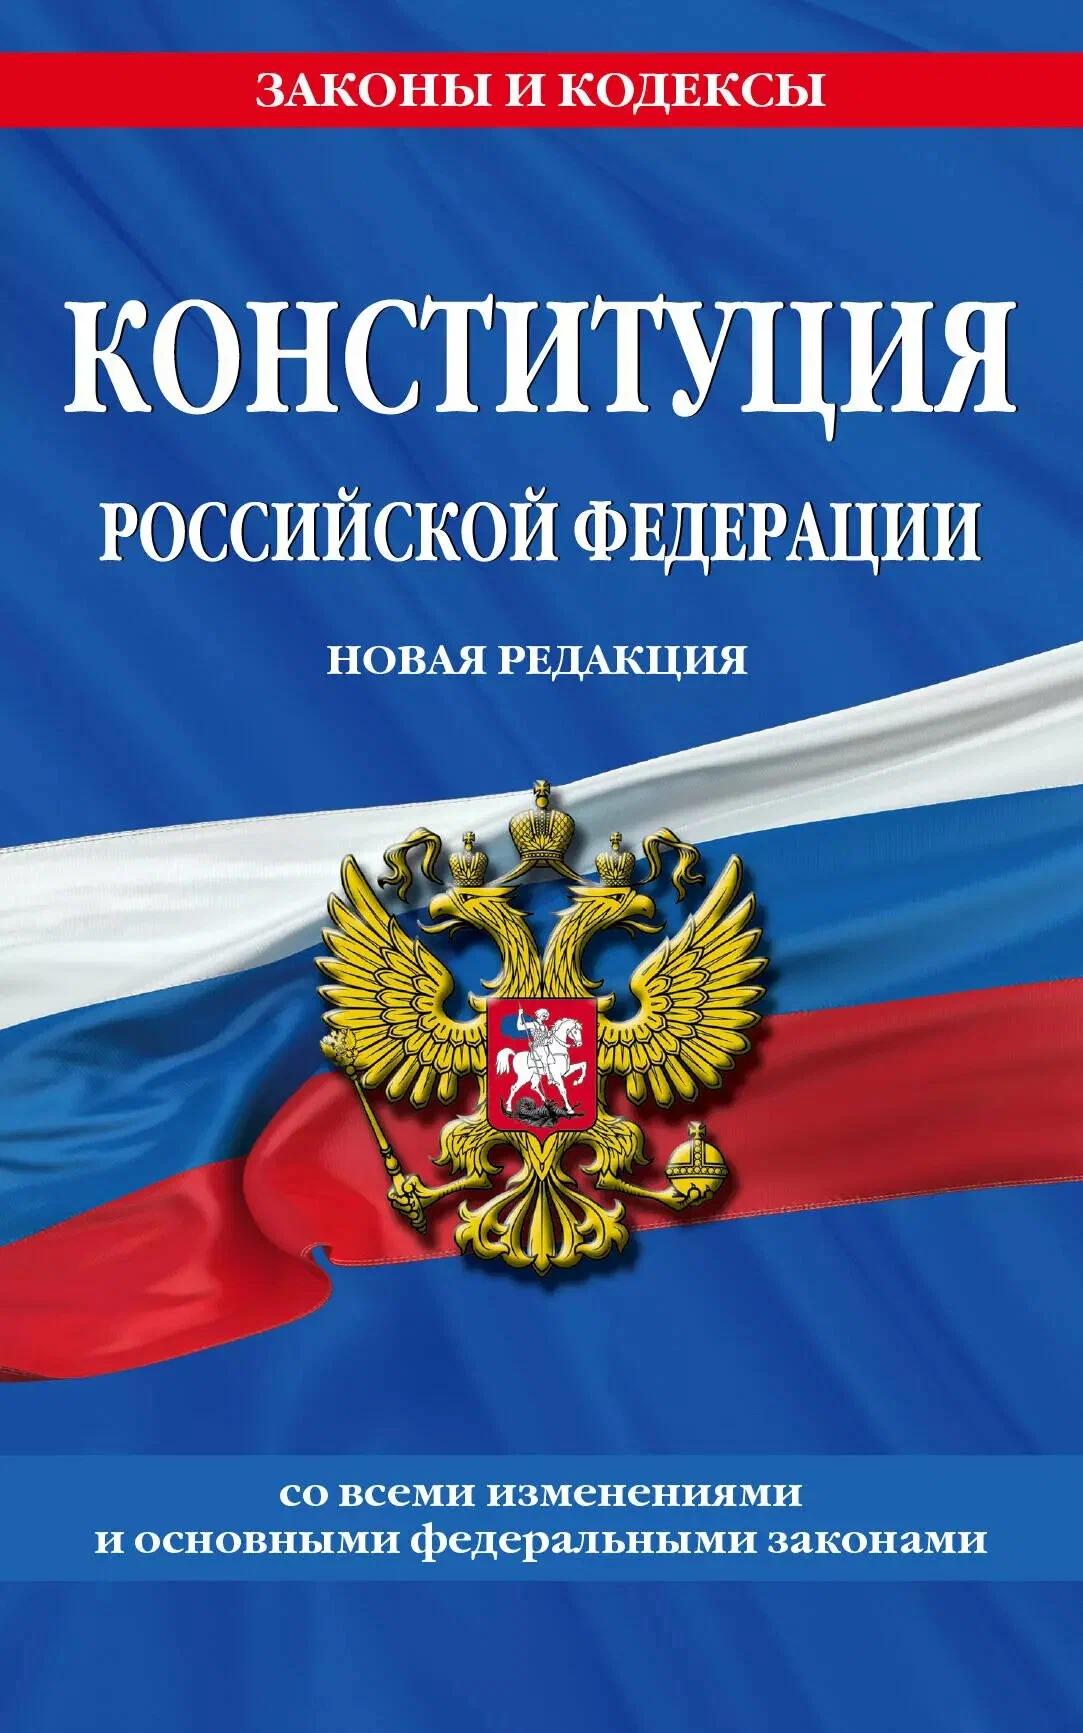 ЗАКОНЫ И КОДЕКСЫ
КОНСТИТУЦИЯ
РОССИЙСКОЙ ФЕДЕРАЦИИ
НОВАЯ РЕДАКЦИЯ
со всеми изменениями
и основными федеральными законами